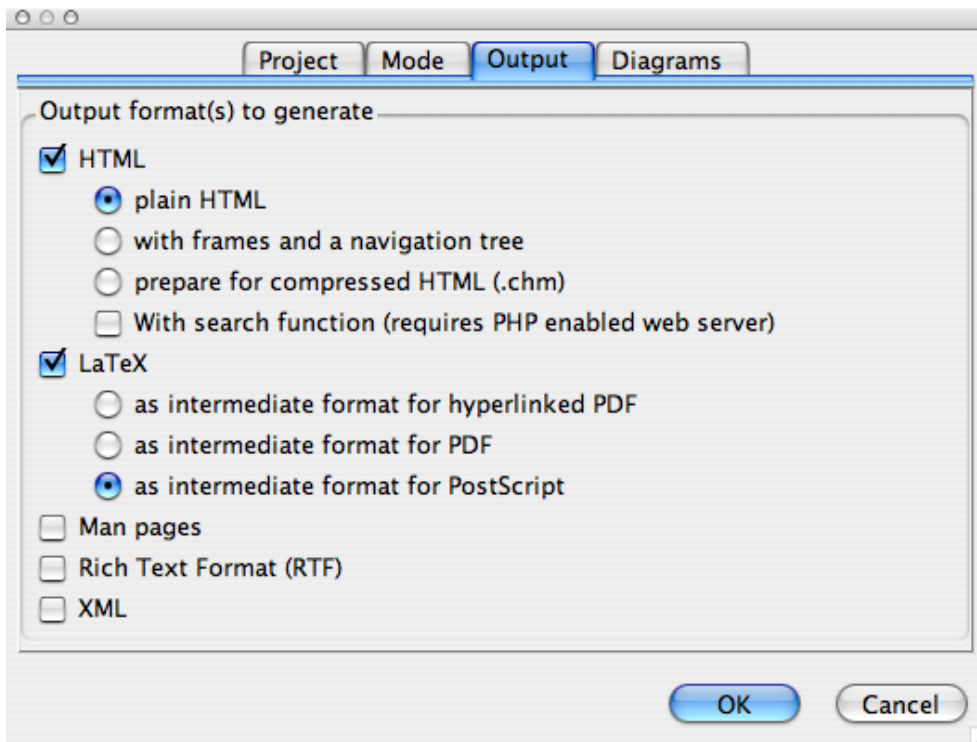 Project Mode Output Diagrams
Output format(s) to generate
HTML
plain HTML
with frames and a navigation tree
prepare for compressed HTML (.chm)
With search function (requires PHP enabled web server)
LaTeX
as intermediate format for hyperlinked PDF
as intermediate format for PDF
as intermediate format for PostScript
Man pages
Rich Text Format (RTF)
XML
OK Cancel